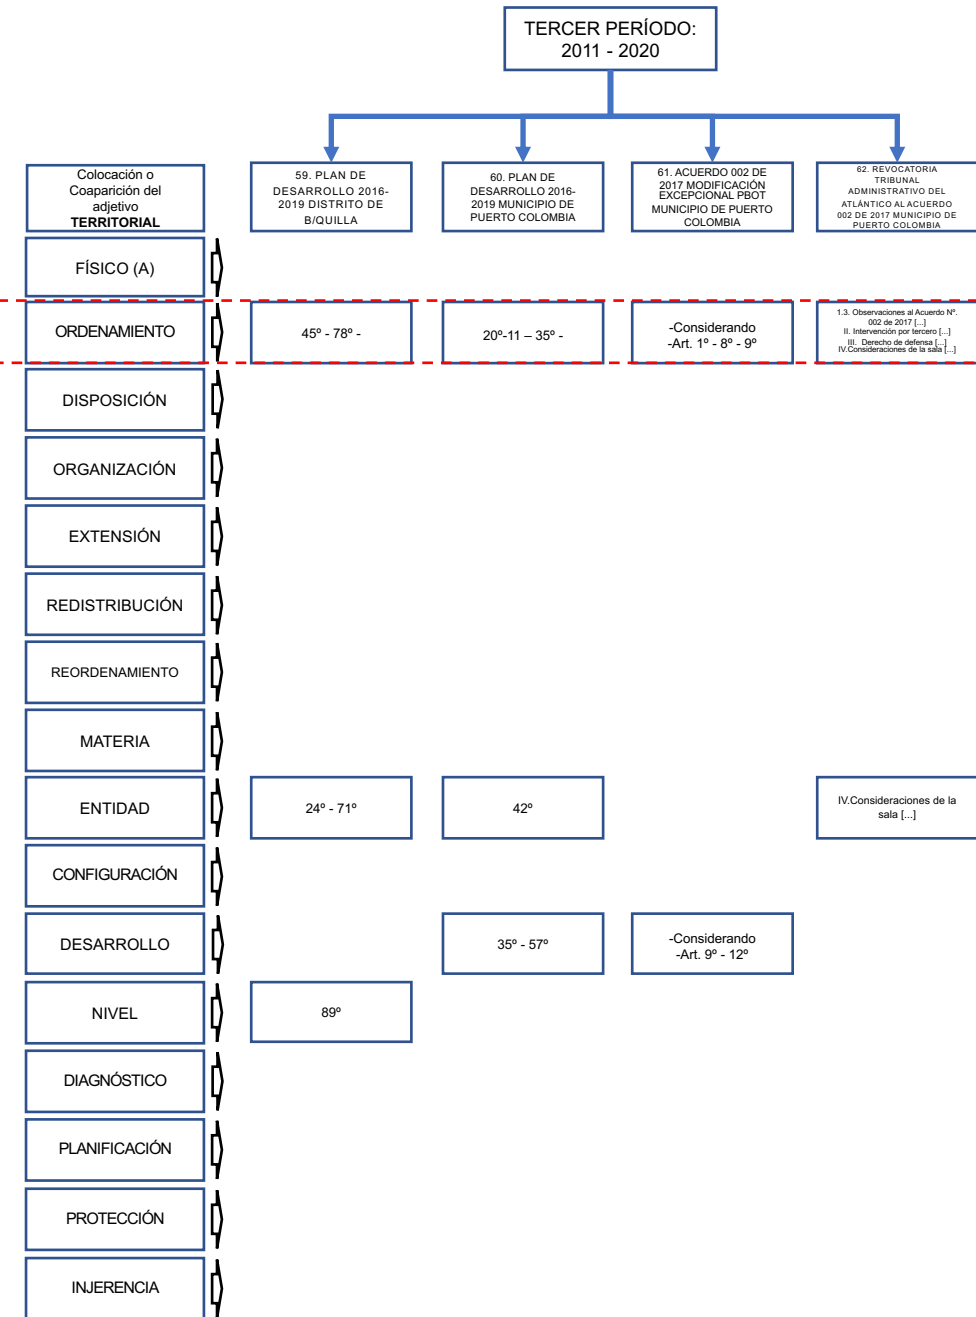 TERCER PERÍODO:
2011 - 2020
Colocación o
Coaparición del
adjetivo
TERRITORIAL
59. PLAN DE
DESARROLLO 2016-
2019 DISTRITO DE
B/QUILLA
60. PLAN DE
DESARROLLO 2016-
2019 MUNICIPIO DE
PUERTO COLOMBIA
61. ACUERDO 002 DE
2017 MODIFICACIÓN
EXCEPCIONAL PBOT
MUNICIPIO DE PUERTO
COLOMBIA
62. REVOCATORIA
TRIBUNAL
ADMINISTRATIVO DEL
ATLÁNTICO AL ACUERDO
002 DE 2017 MUNICIPIO DE
PUERTO COLOMBIA
FÍSICO (A)
ORDENAMIENTO
45º - 78º -
20º-11 – 35º -
-Considerando
-Art. 1º - 8º - 9º
1.3. Observaciones al Acuerdo Nº.
002 de 2017 [...]
II. Intervención por tercero [...]
III. Derecho de defensa [...]
IV.Consideraciones de la sala [...]
DISPOSICIÓN
ORGANIZACIÓN
EXTENSIÓN
REDISTRIBUCIÓN
REORDENAMIENTO
MATERIA
ENTIDAD
24º - 71º
42º
IV.Consideraciones de la
sala [...]
CONFIGURACIÓN
DESARROLLO
35º - 57º
-Considerando
-Art. 9º - 12º
NIVEL
89º
DIAGNÓSTICO
PLANIFICACIÓN
PROTECCIÓN
INJERENCIA